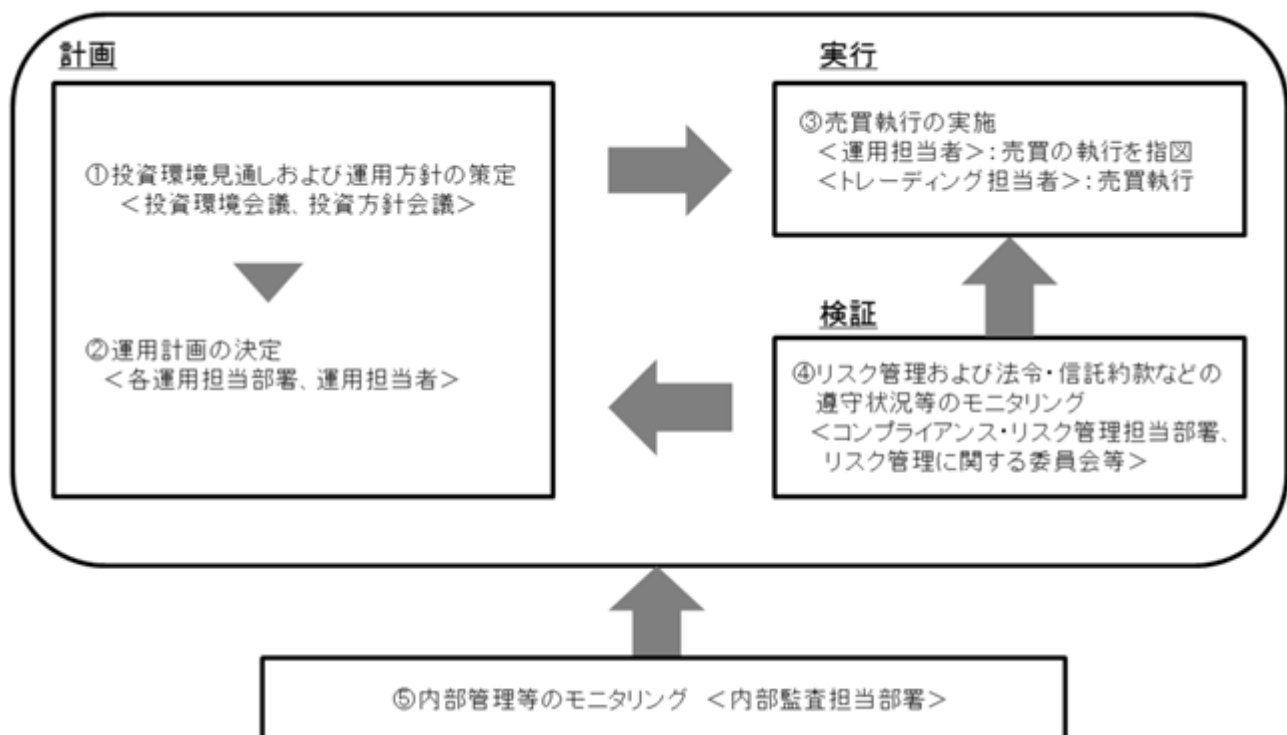 計画
①投資環境見通しおよび運用方針の策定
<投資環境会議、投資方針会議>
②運用計画の決定
<各運用担当部署、運用担当者>
実行
③売買執行の実施
<運用担当者>:売買の執行を指図
<トレーディング担当者>:売買執行
検証
④リスク管理および法令・信託約款などの
遵守状況等のモニタリング
<コンプライアンス・リスク管理担当部署、
リスク管理に関する委員会等>
⑤内部管理等のモニタリング <内部監査担当部署>